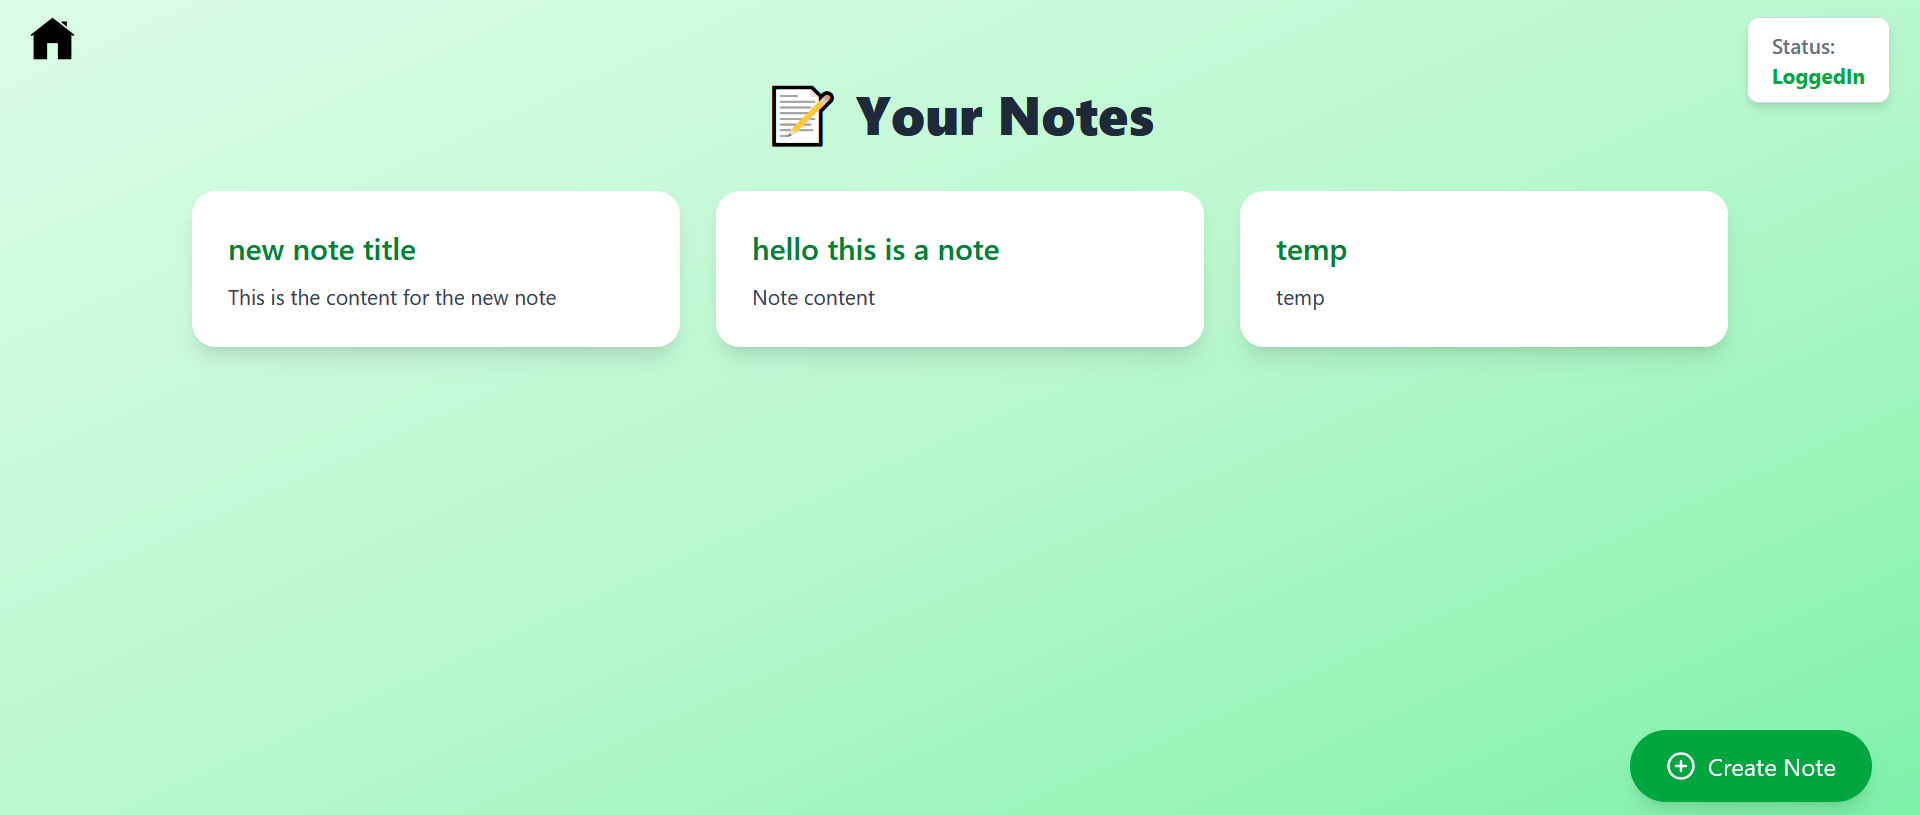 Status:
LoggedIn
📝 Your Notes
new note title
This is the content for the new note
hello this is a note
Note content
temp
temp
Create Note